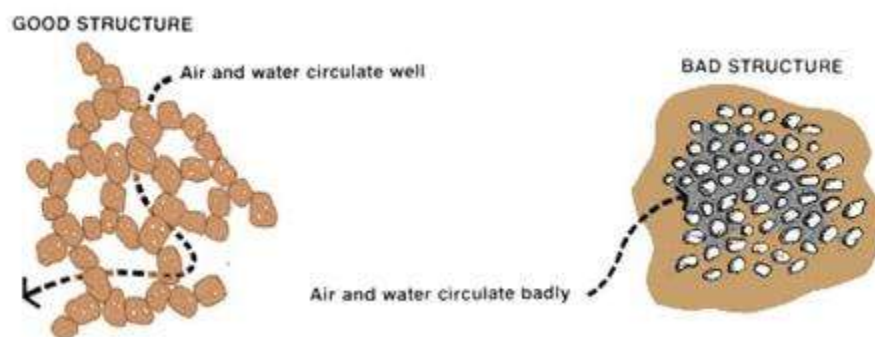 GOOD STRUCTURE
Air and water circulate well
BAD STRUCTURE
Air and water circulate badly